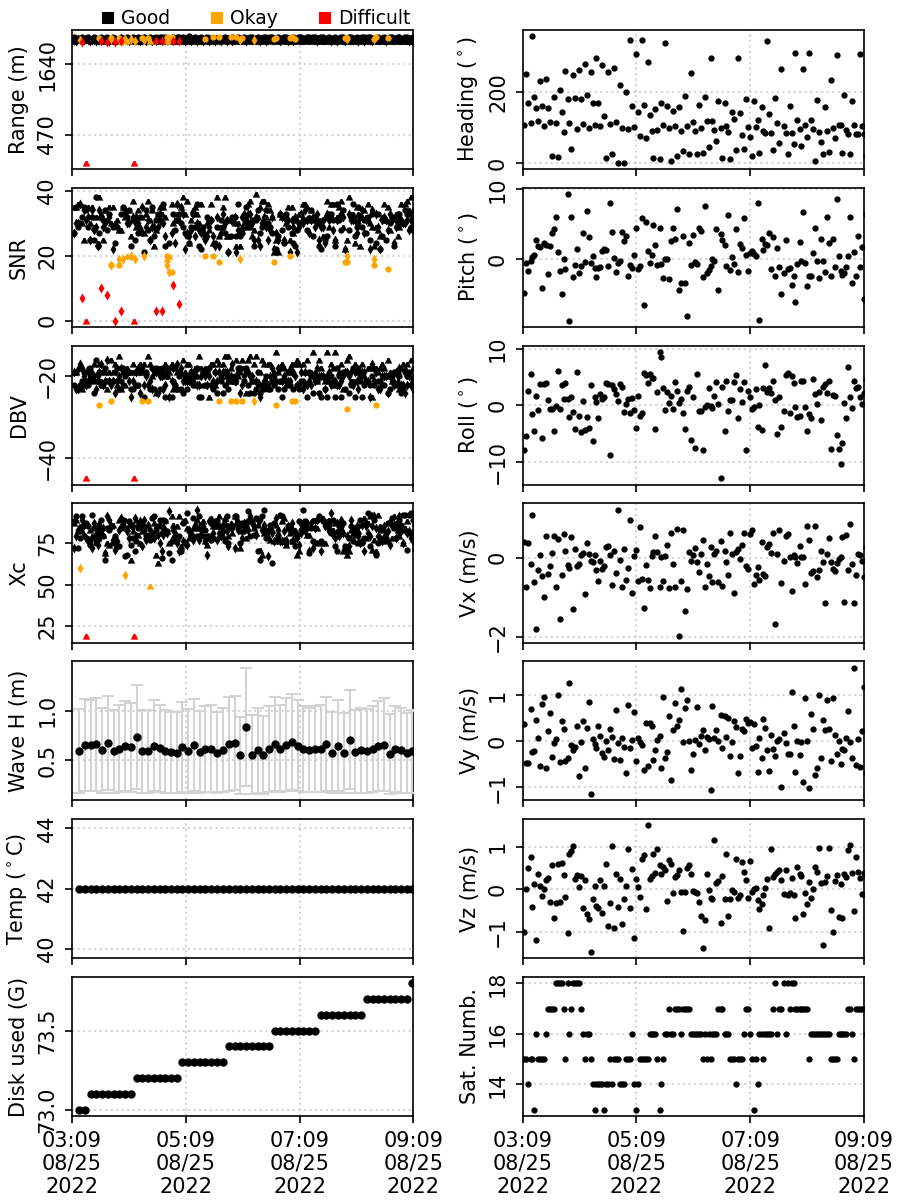 Good Okay Difficult
Range (m)
1640
470
Heading (°)
200
0
SNR
40
20
0
Pitch (°)
10
0
DBV
−20
−40
Roll (°)
10
0
−10
Xc
75
50
25
Vx (m/s)
0
−2
Wave H (m)
1.0
0.5
Vy (m/s)
1
0
−1
Temp (°C)
44
42
40
Vz (m/s)
1
0
−1
Disk used (G)
73.5
73.0
Sat. Numb.
18
16
14
03:09 05:09 07:09 09:09 03:09 05:09 07:09 09:09
08/25 08/25 08/25 08/25 08/25 08/25 08/25 08/25
2022 2022 2022 2022 2022 2022 2022 2022